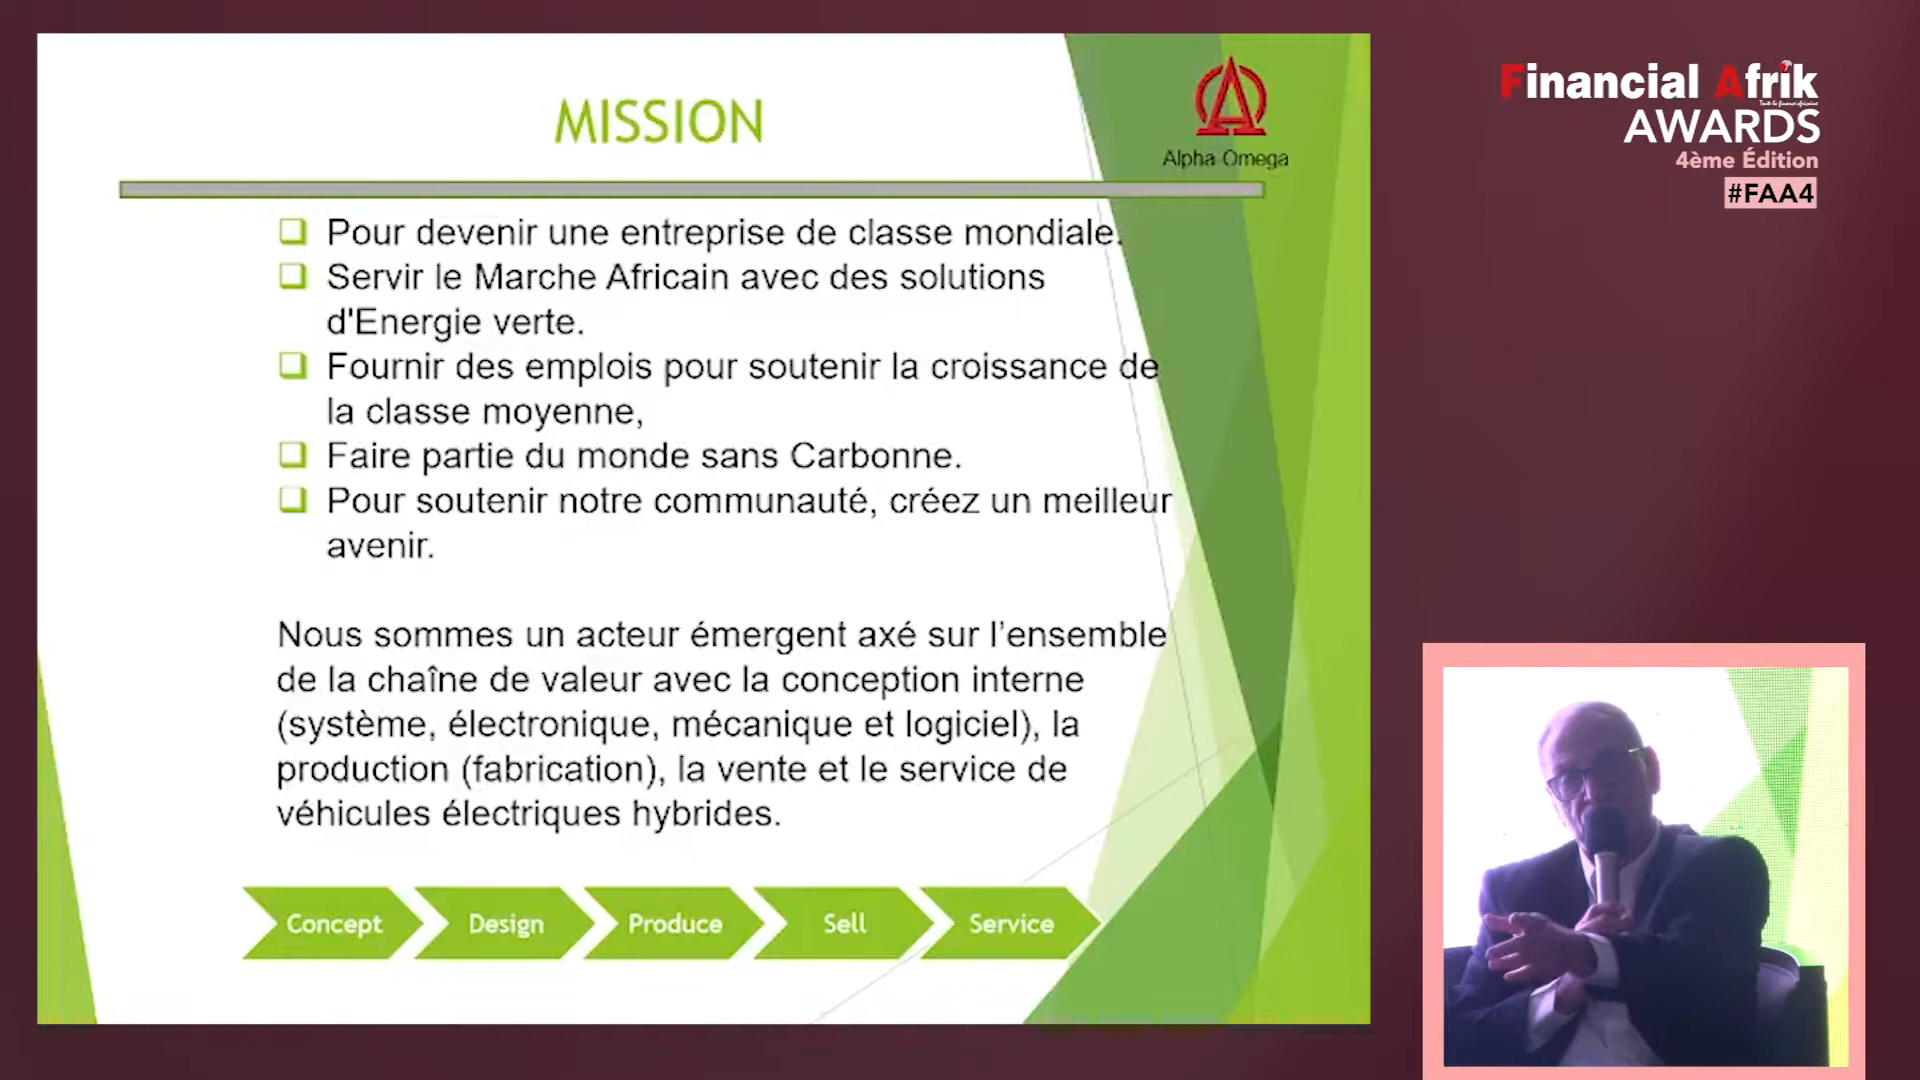 MISSION
Alpha-Omega
Pour devenir une entreprise de classe mondiale.
Servir le Marche Africain avec des solutions
d'Energie verte.
Fournir des emplois pour soutenir la croissance de
la classe moyenne,
Faire partie du monde sans Carbonne.
Pour soutenir notre communauté, créez un meilleur
avenir.
Nous sommes un acteur émergent axé sur l’ensemble
de la chaîne de valeur avec la conception interne
(système, électronique, mécanique et logiciel), la
production (fabrication), la vente et le service de
véhicules électriques hybrides.
Concept
Design
Produce
Sell
Service
Financial Afrik
Toute la finance africaine
AWARDS
4ème Édition
#FAA4